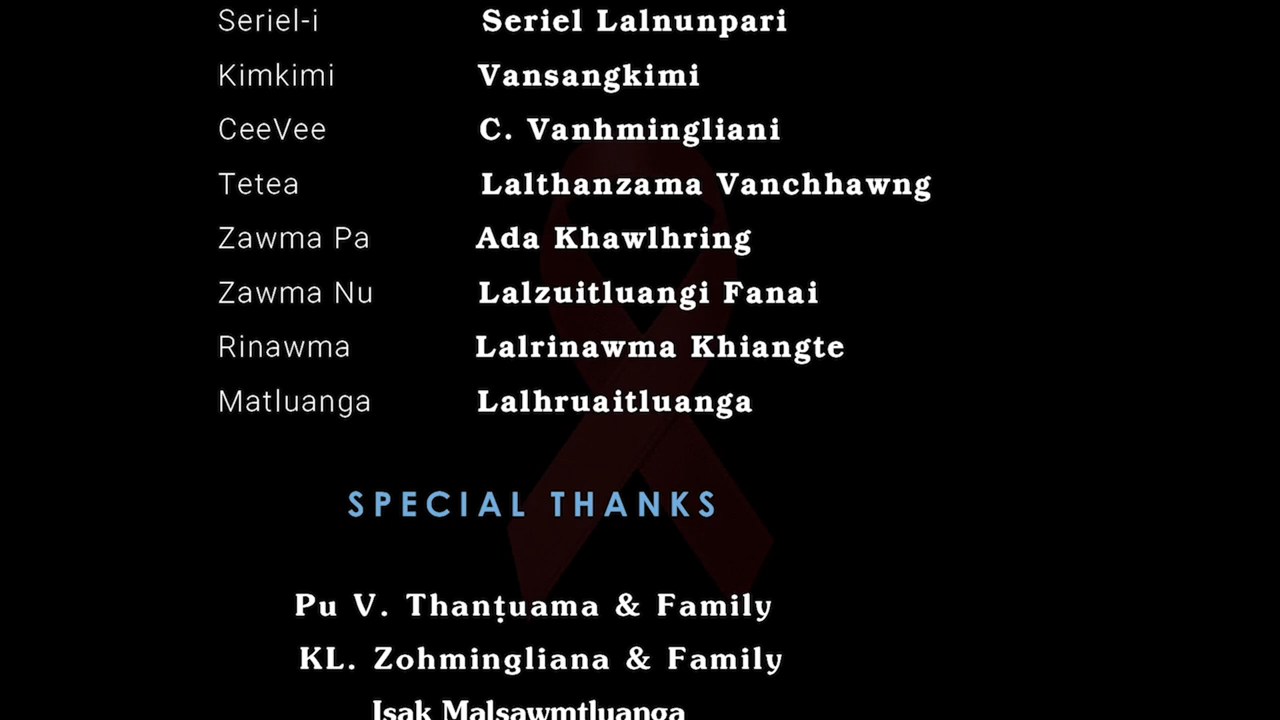 Seriel-i Seriel Lalnunpari
Kimkimi Vansangkimi
CeeVee C. Vanhmingliani
Tetea Lalthanzama Vanchhawng
Zawma Pa Ada Khawlhring
Zawma Nu Lalzuitluangi Fanai
Rinawma Lalrinawma Khiangte
Matluanga Lalhruaitluanga
SPECIAL THANKS
Pu V. Thanṭuama & Family
KL. Zohmingliana & Family
Isak Malsawmtluanga